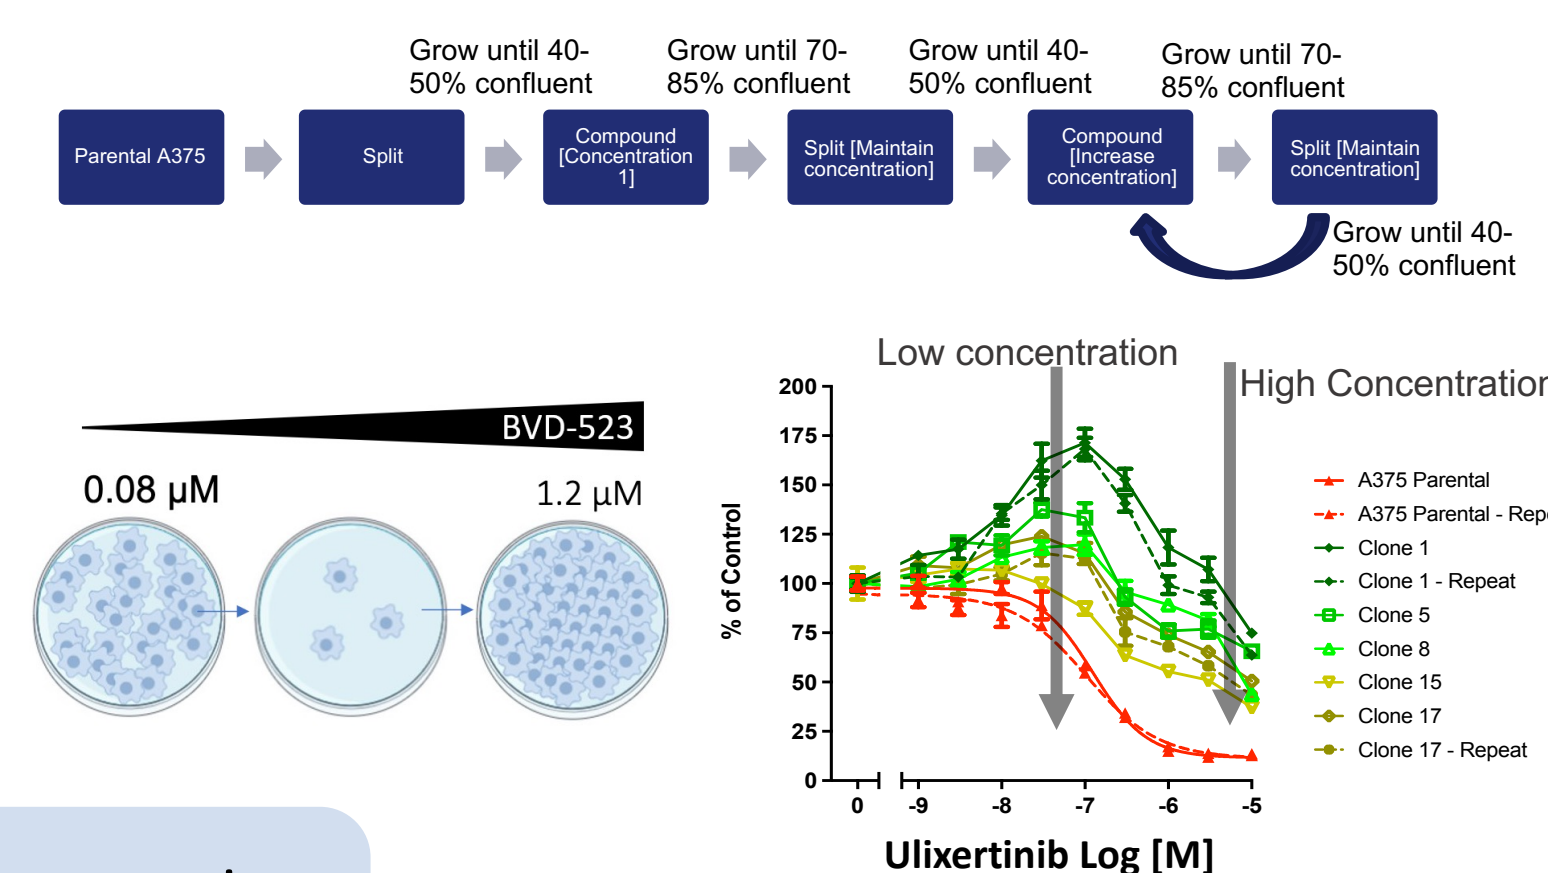 Grow until 40-
50% confluent
Grow until 70-
85% confluent
Grow until 40-
50% confluent
Grow until 70-
85% confluent
Parental A375
Split
Compound
[Concentration
1]
Split [Maintain
concentration]
Compound
[Increase
concentration]
Split [Maintain
concentration]
Grow until 40-
50% confluent
BVD-523
0.08 µM
1.2 µM
Low concentration
High Concentration
% of Control
200
175
150
125
100
75
50
25
0
0
-9
-8
-7
-6
-5
Ulixertinib Log [M]
A375 Parental
A375 Parental - Rep
Clone 1
Clone 1 - Repeat
Clone 5
Clone 8
Clone 15
Clone 17
Clone 17 - Repeat